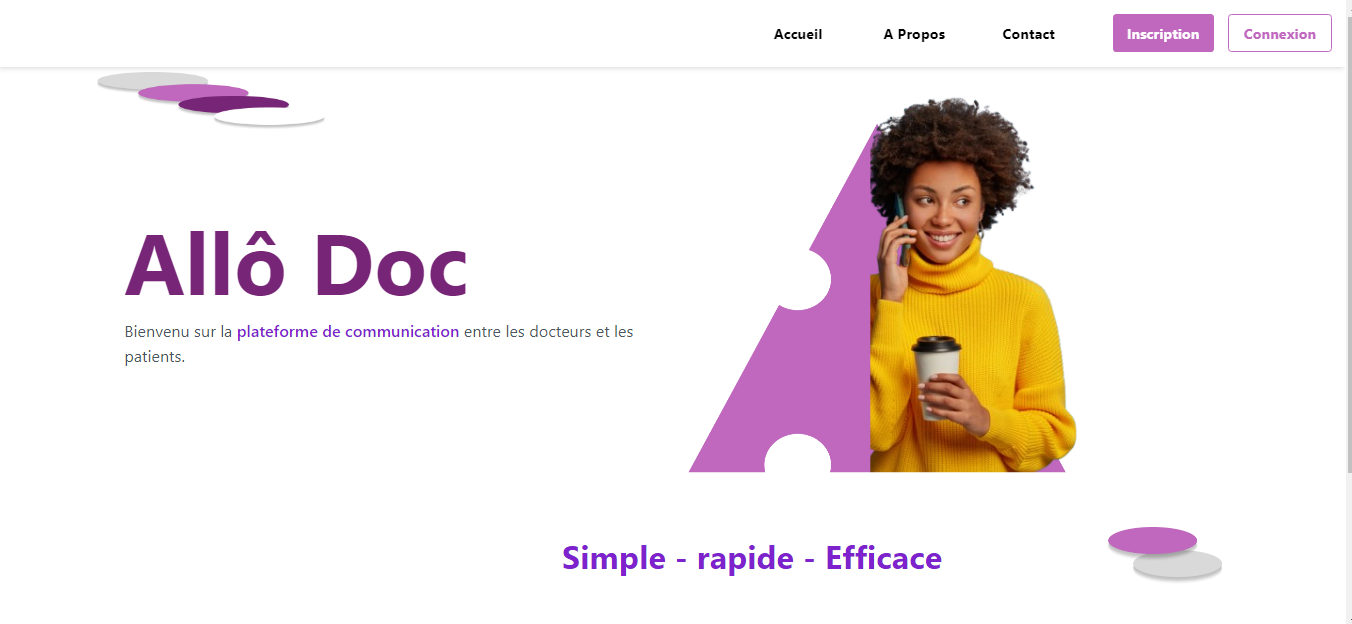 Accueil A Propos Contact Inscription Connexion
Allô Doc
Bienvenu sur la plateforme de communication entre les docteurs et les
patients.
Simple - rapide - Efficace